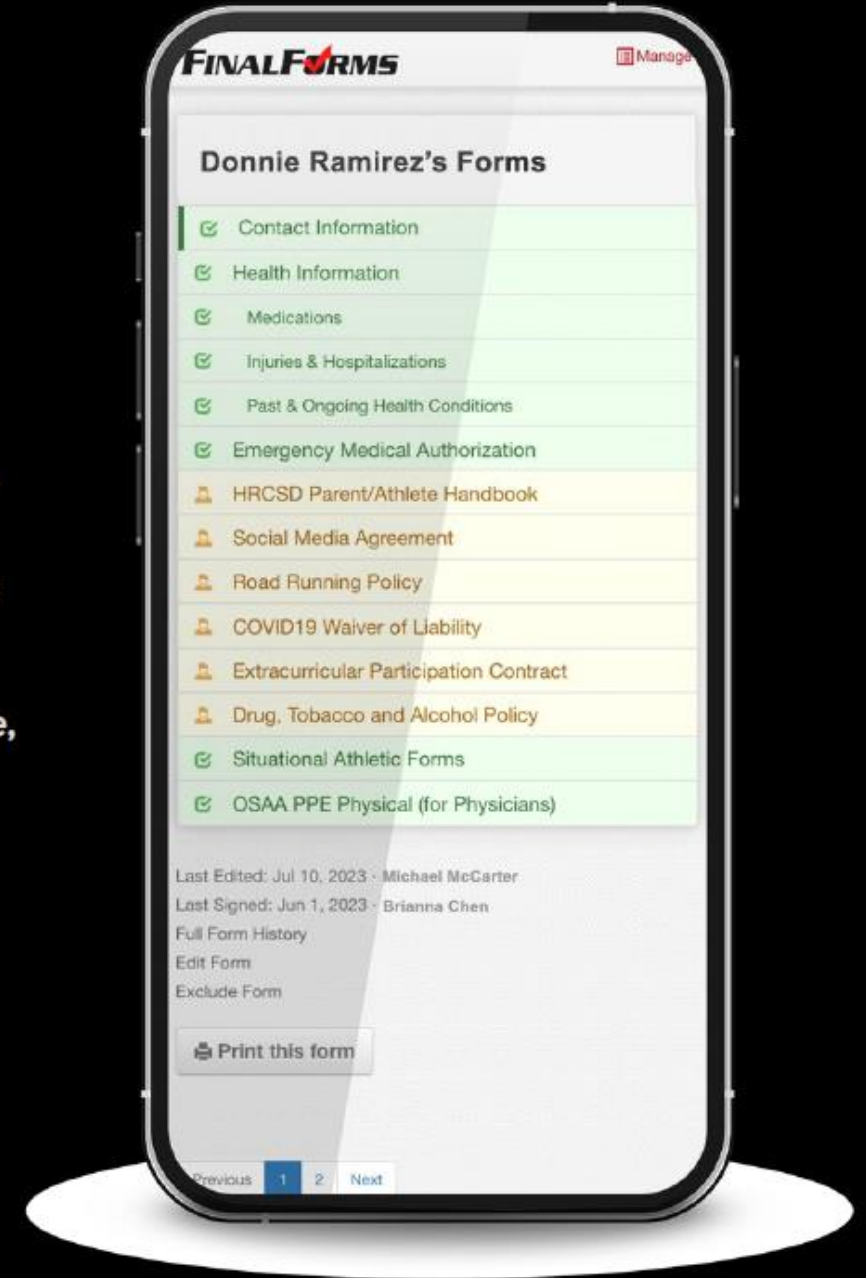 FINALFORMS
Manage
Donnie Ramirez's Forms
Contact Information
Health Information
Medications
Injuries & Hospitalizations
Past & Ongoing Health Conditions
Emergency Medical Authorization
HRCSD Parent/Athlete Handbook
Social Media Agreement
Road Running Policy
COVID19 Waiver of Liability
Extracurricular Participation Contract
Drug, Tobacco and Alcohol Policy
Situational Athletic Forms
OSAA PPE Physical (for Physicians)
Last Edited: Jul 10, 2023 · Michael McCarter
Last Signed: Jun 1, 2023 · Brianna Chen
Full Form History
Edit Form
Exclude Form
Print this form
Previous 1 2 Next